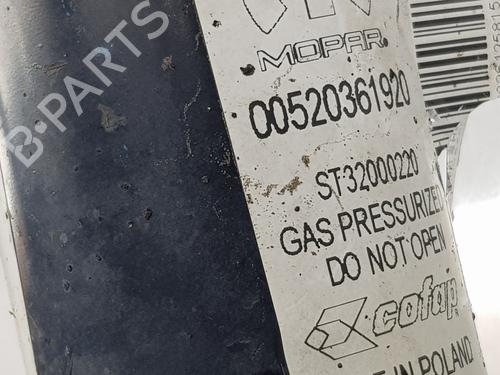 MOPAR
00520361920
ST32000220
GAS PRESSURIZED
DO NOT OPEN
cofap
IN POLAND
B-PARTS